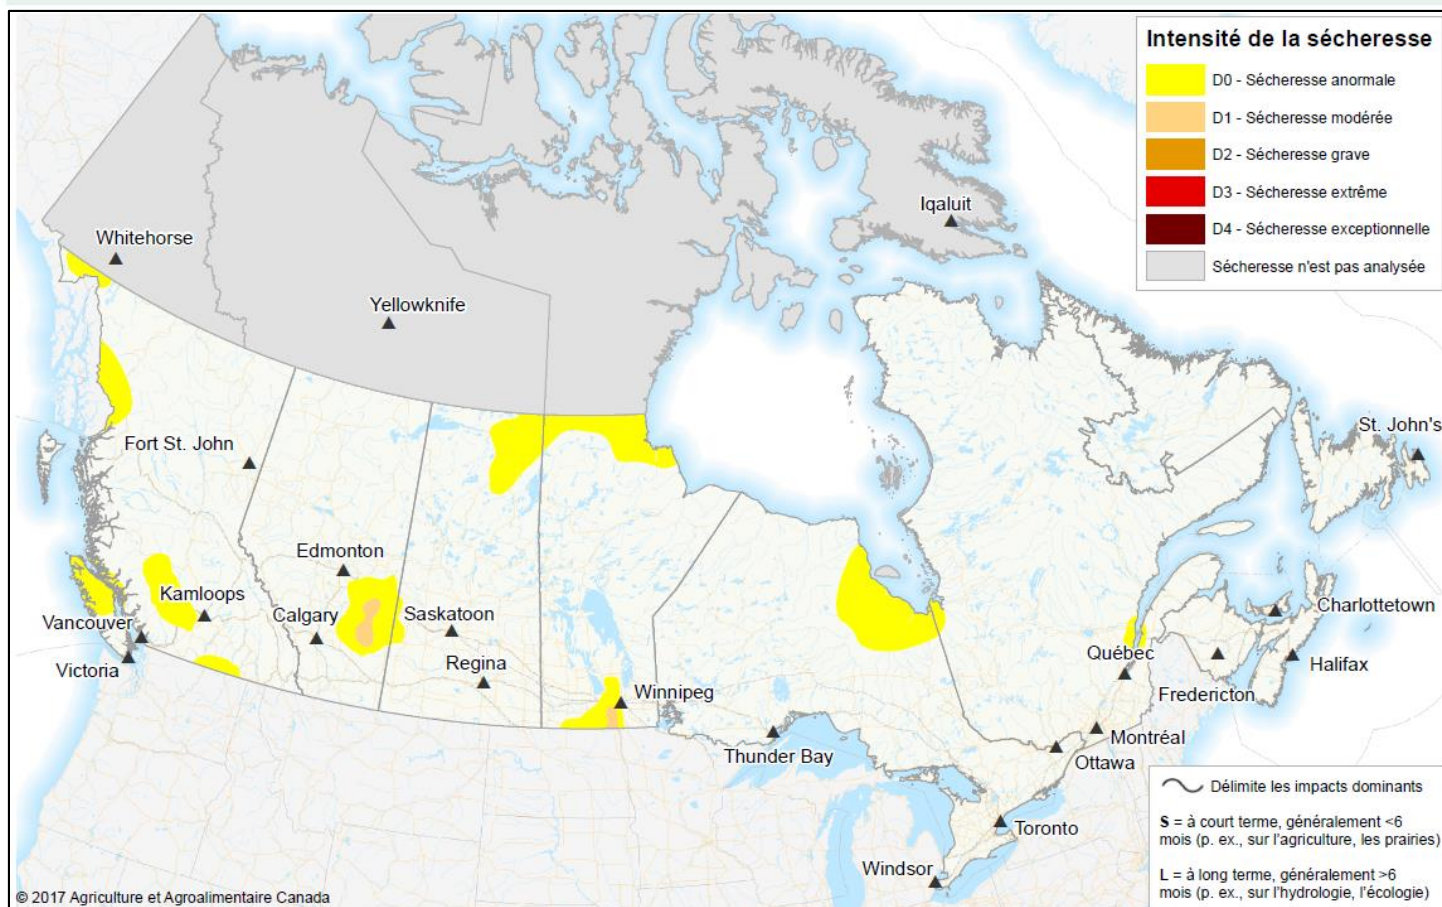 Intensité de la sécheresse
D0 - Sécheresse anormale
D1 - Sécheresse modérée
D2 - Sécheresse grave
D3 - Sécheresse extrême
D4 - Sécheresse exceptionnelle
Sécheresse n'est pas analysée
Iqaluit
Whitehorse
Yellowknife
St. John's
Fort St. John
Edmonton
Kamloops
Calgary
Saskatoon
Charlottetown
Vancouver
Québec
Halifax
Victoria
Regina
Winnipeg
Fredericton
Montréal
Thunder Bay
Ottawa
Toronto
Windsor
Délimite les impacts dominants
S = à court terme, généralement <6
mois (p. ex., sur l'agriculture, les prairies)
L = à long terme, généralement >6
mois (p. ex., sur l'hydrologie, l'écologie)
© 2017 Agriculture et Agroalimentaire Canada